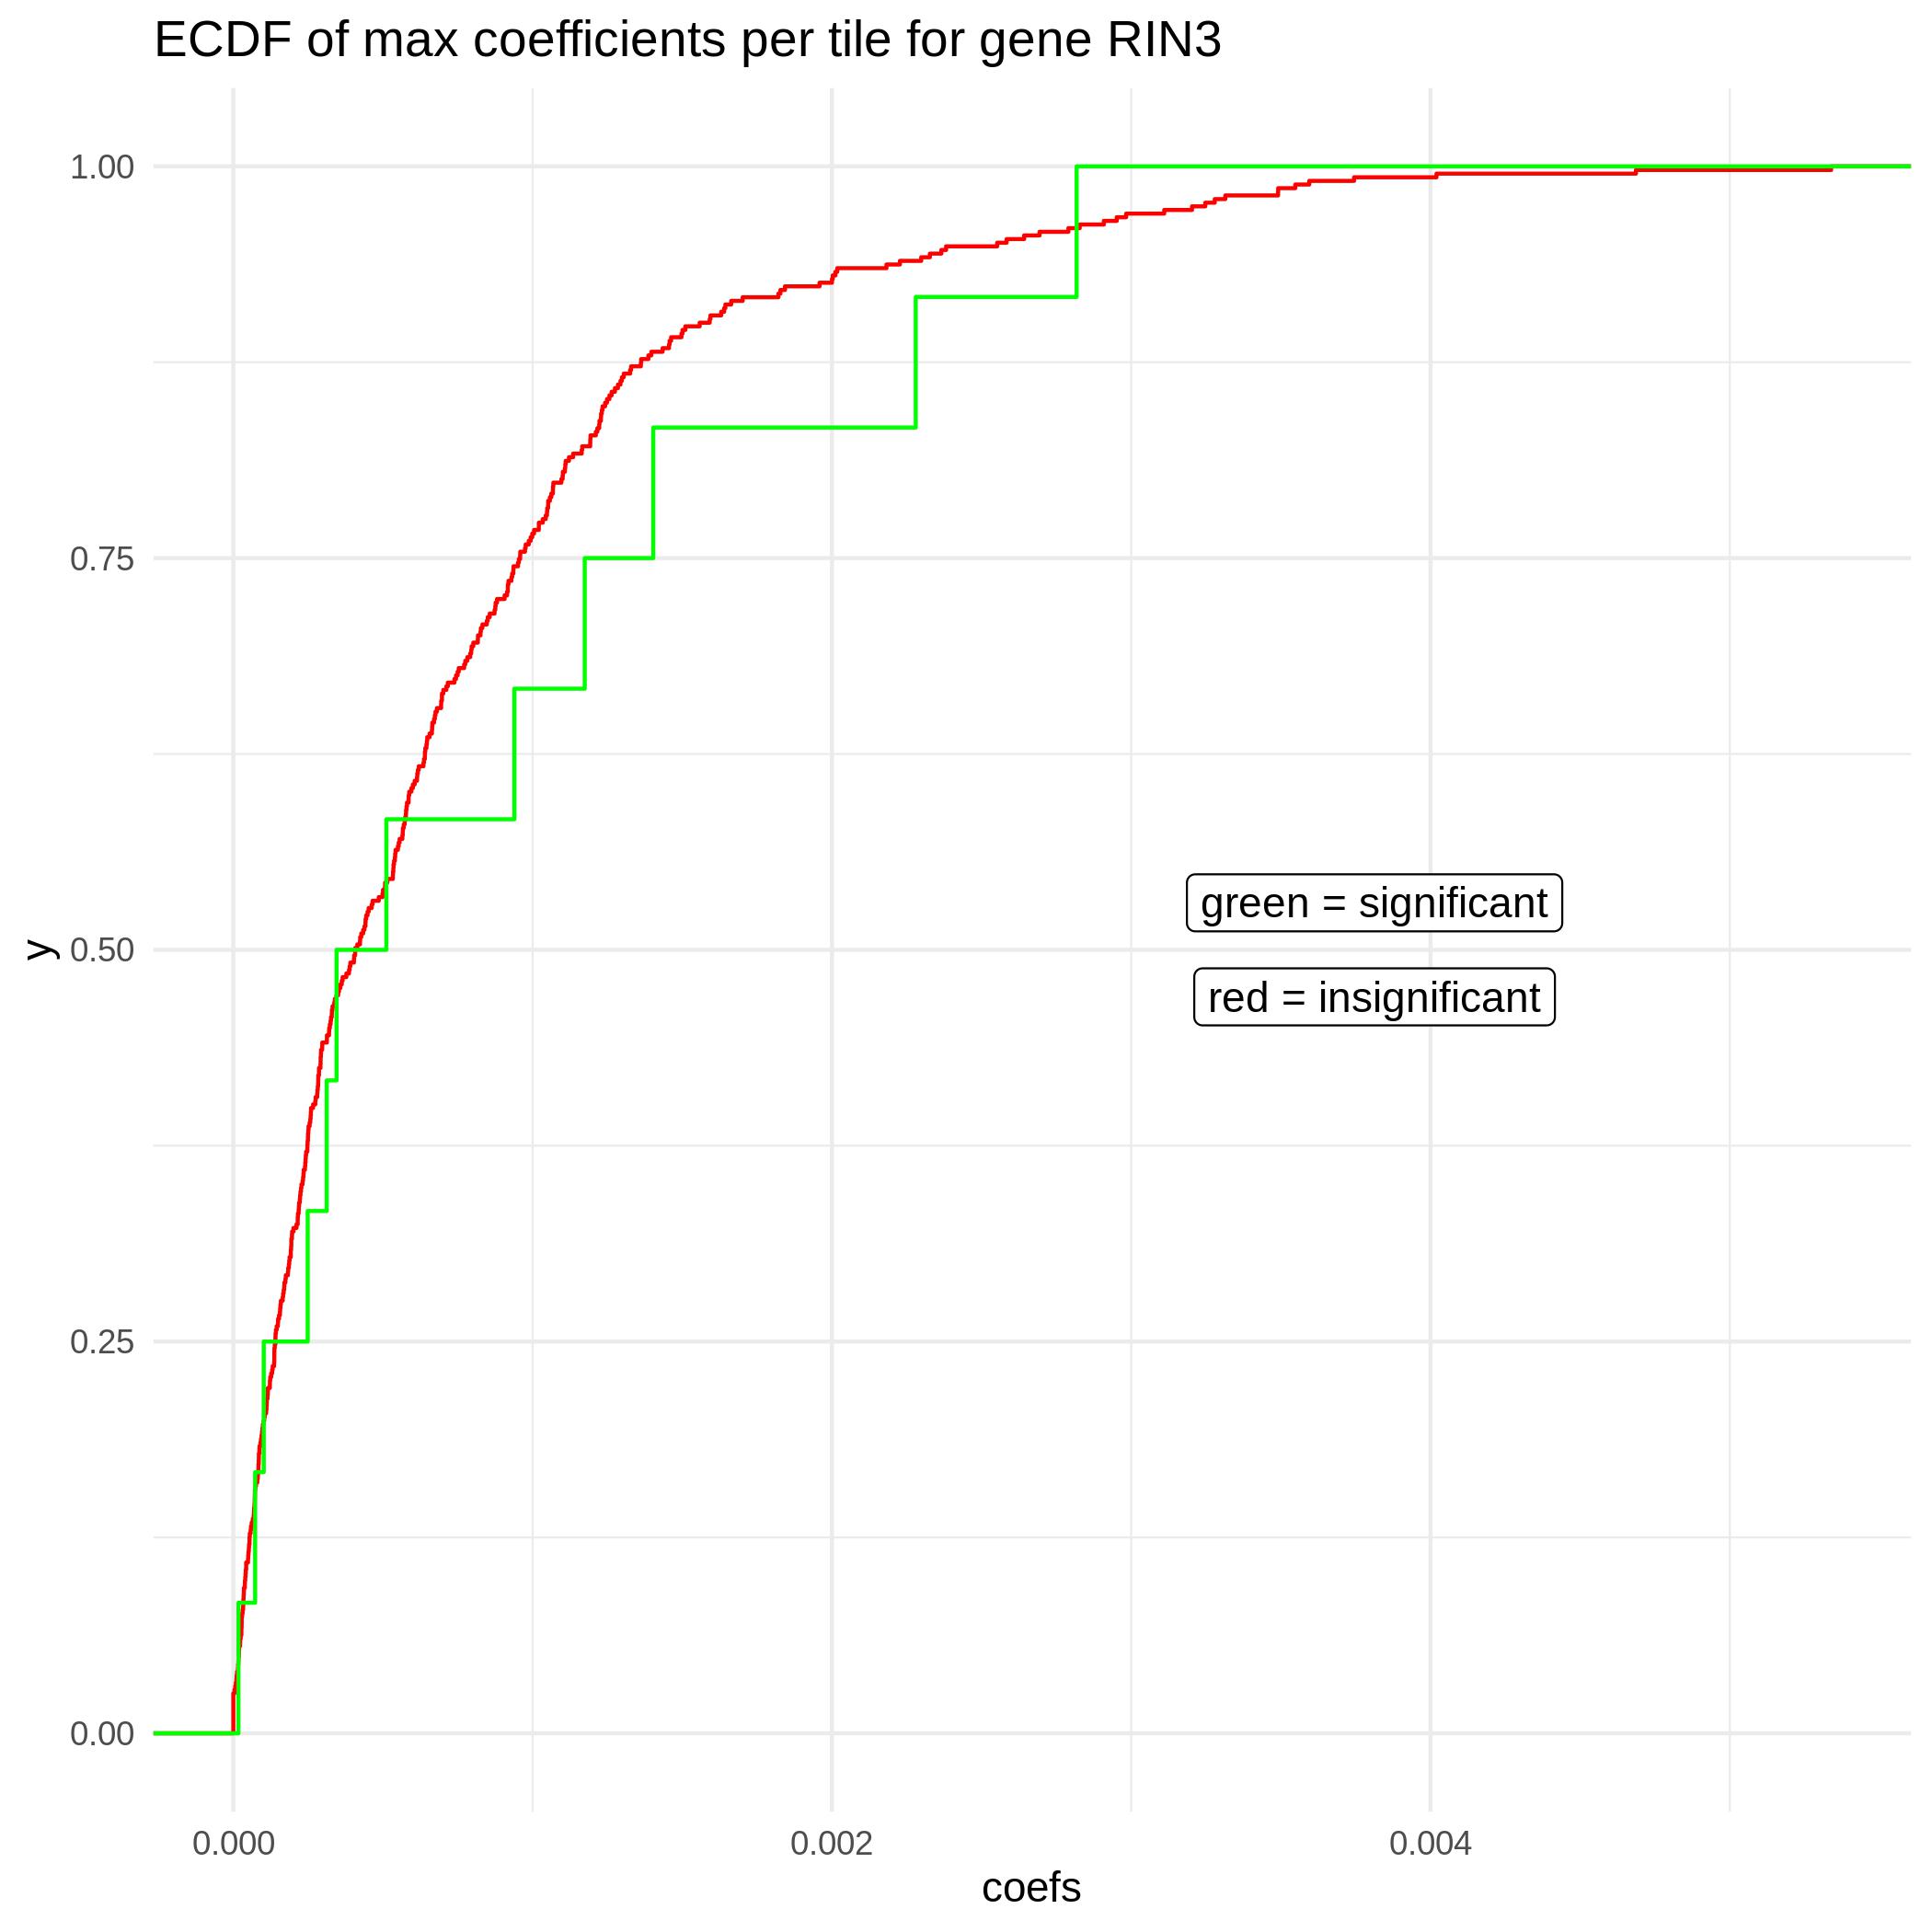 ECDF of max coefficients per tile for gene RIN3
1.00
0.75
0.50
0.25
0.00
y
green = significant
red = insignificant
0.000
0.002
0.004
coefs